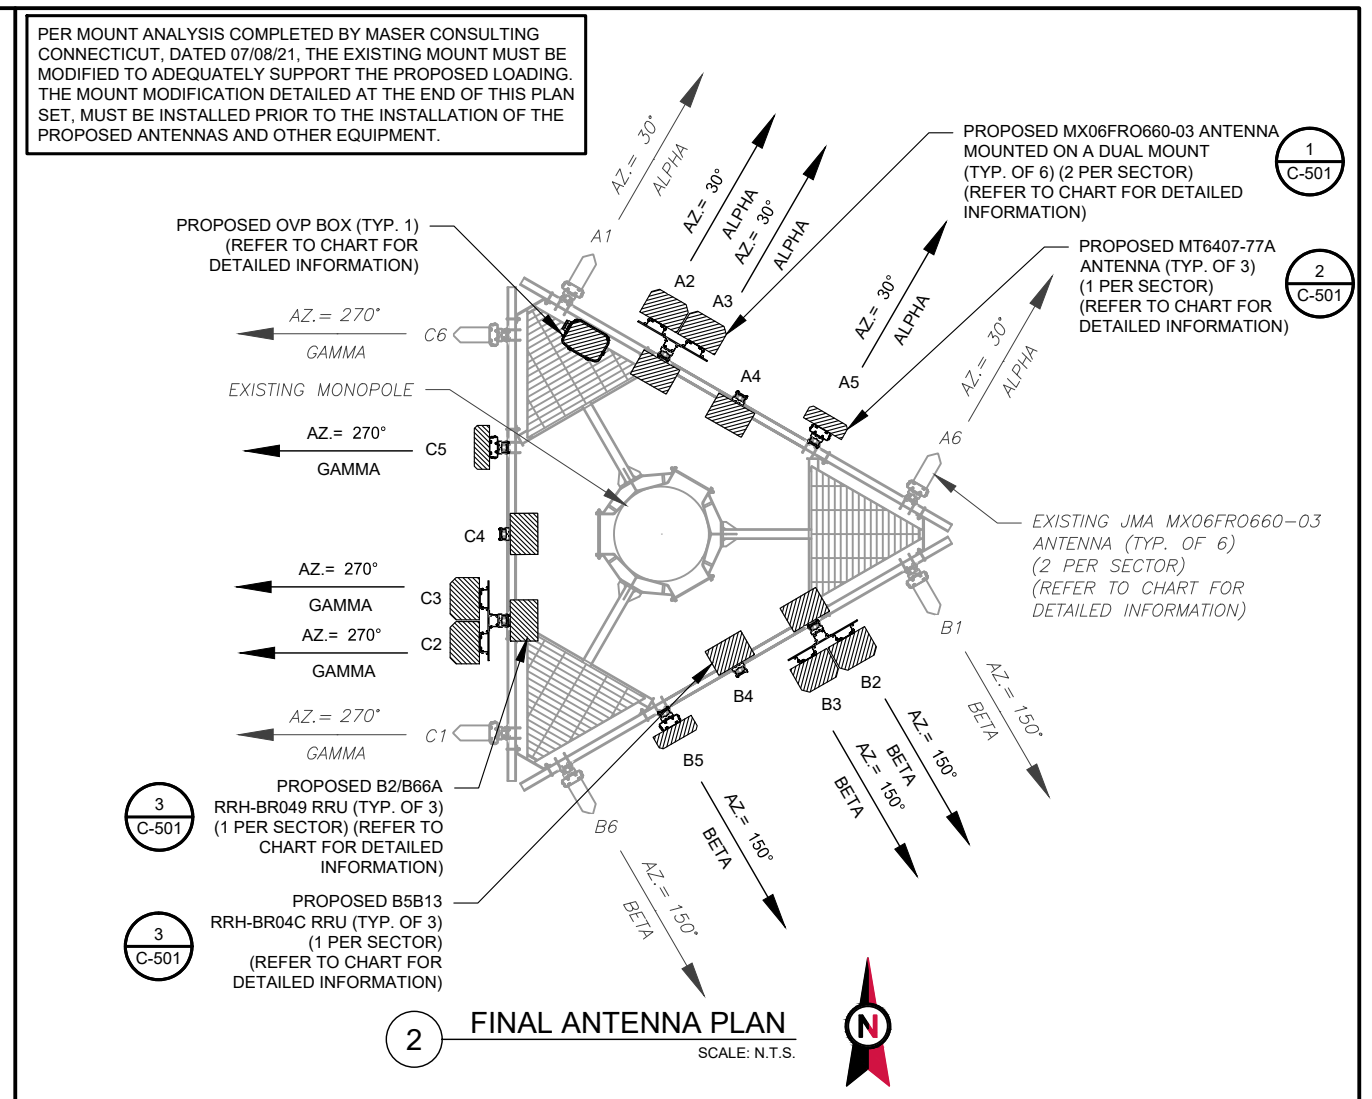 PER MOUNT ANALYSIS COMPLETED BY MASER CONSULTING
CONNECTICUT, DATED 07/08/21, THE EXISTING MOUNT MUST BE
MODIFIED TO ADEQUATELY SUPPORT THE PROPOSED LOADING.
THE MOUNT MODIFICATION DETAILED AT THE END OF THIS PLAN
SET, MUST BE INSTALLED PRIOR TO THE INSTALLATION OF THE
PROPOSED ANTENNAS AND OTHER EQUIPMENT.
AZ.= 30°
ALPHA
A1
AZ.= 30°
ALPHA
A2
AZ.= 30°
ALPHA
A3
PROPOSED MX06FRO660-03 ANTENNA
MOUNTED ON A DUAL MOUNT
(TYP. OF 6) (2 PER SECTOR)
(REFER TO CHART FOR DETAILED
INFORMATION)
1
C-501
PROPOSED MT6407-77A
ANTENNA (TYP. OF 3)
(1 PER SECTOR)
(REFER TO CHART FOR
DETAILED INFORMATION)
2
C-501
PROPOSED OVP BOX (TYP. 1)
(REFER TO CHART FOR
DETAILED INFORMATION)
AZ.= 30°
ALPHA
A5
A4
AZ.= 30°
ALPHA
A6
AZ.= 270°
GAMMA
C6
EXISTING MONOPOLE
AZ.= 270°
GAMMA
C5
C4
AZ.= 270°
GAMMA
C3
AZ.= 270°
GAMMA
C2
AZ.= 270°
GAMMA
C1
EXISTING JMA MX06FRO660-03
ANTENNA (TYP. OF 6)
(2 PER SECTOR)
(REFER TO CHART FOR
DETAILED INFORMATION)
B1
AZ.= 150°
BETA
B2
AZ.= 150°
BETA
B3
AZ.= 150°
BETA
B4
B5
AZ.= 150°
BETA
B6
AZ.= 150°
BETA
PROPOSED B2/B66A
RRH-BR049 RRU (TYP. OF 3)
(1 PER SECTOR) (REFER TO
CHART FOR DETAILED
INFORMATION)
3
C-501
PROPOSED B5B13
RRH-BR04C RRU (TYP. OF 3)
(1 PER SECTOR)
(REFER TO CHART FOR
DETAILED INFORMATION)
3
C-501
2
FINAL ANTENNA PLAN
SCALE: N.T.S.
N